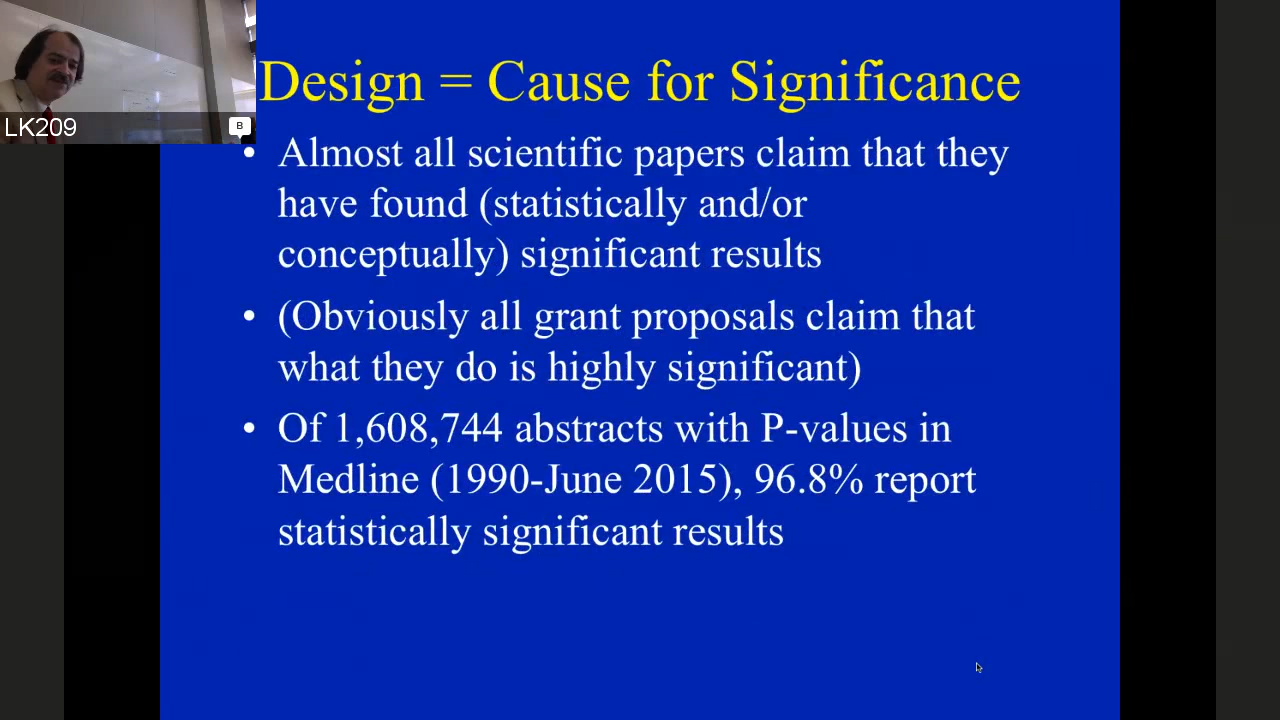 Design = Cause for Significance
LK209
B
• Almost all scientific papers claim that they
have found (statistically and/or
conceptually) significant results
• (Obviously all grant proposals claim that
what they do is highly significant)
• Of 1,608,744 abstracts with P-values in
Medline (1990-June 2015), 96.8% report
statistically significant results